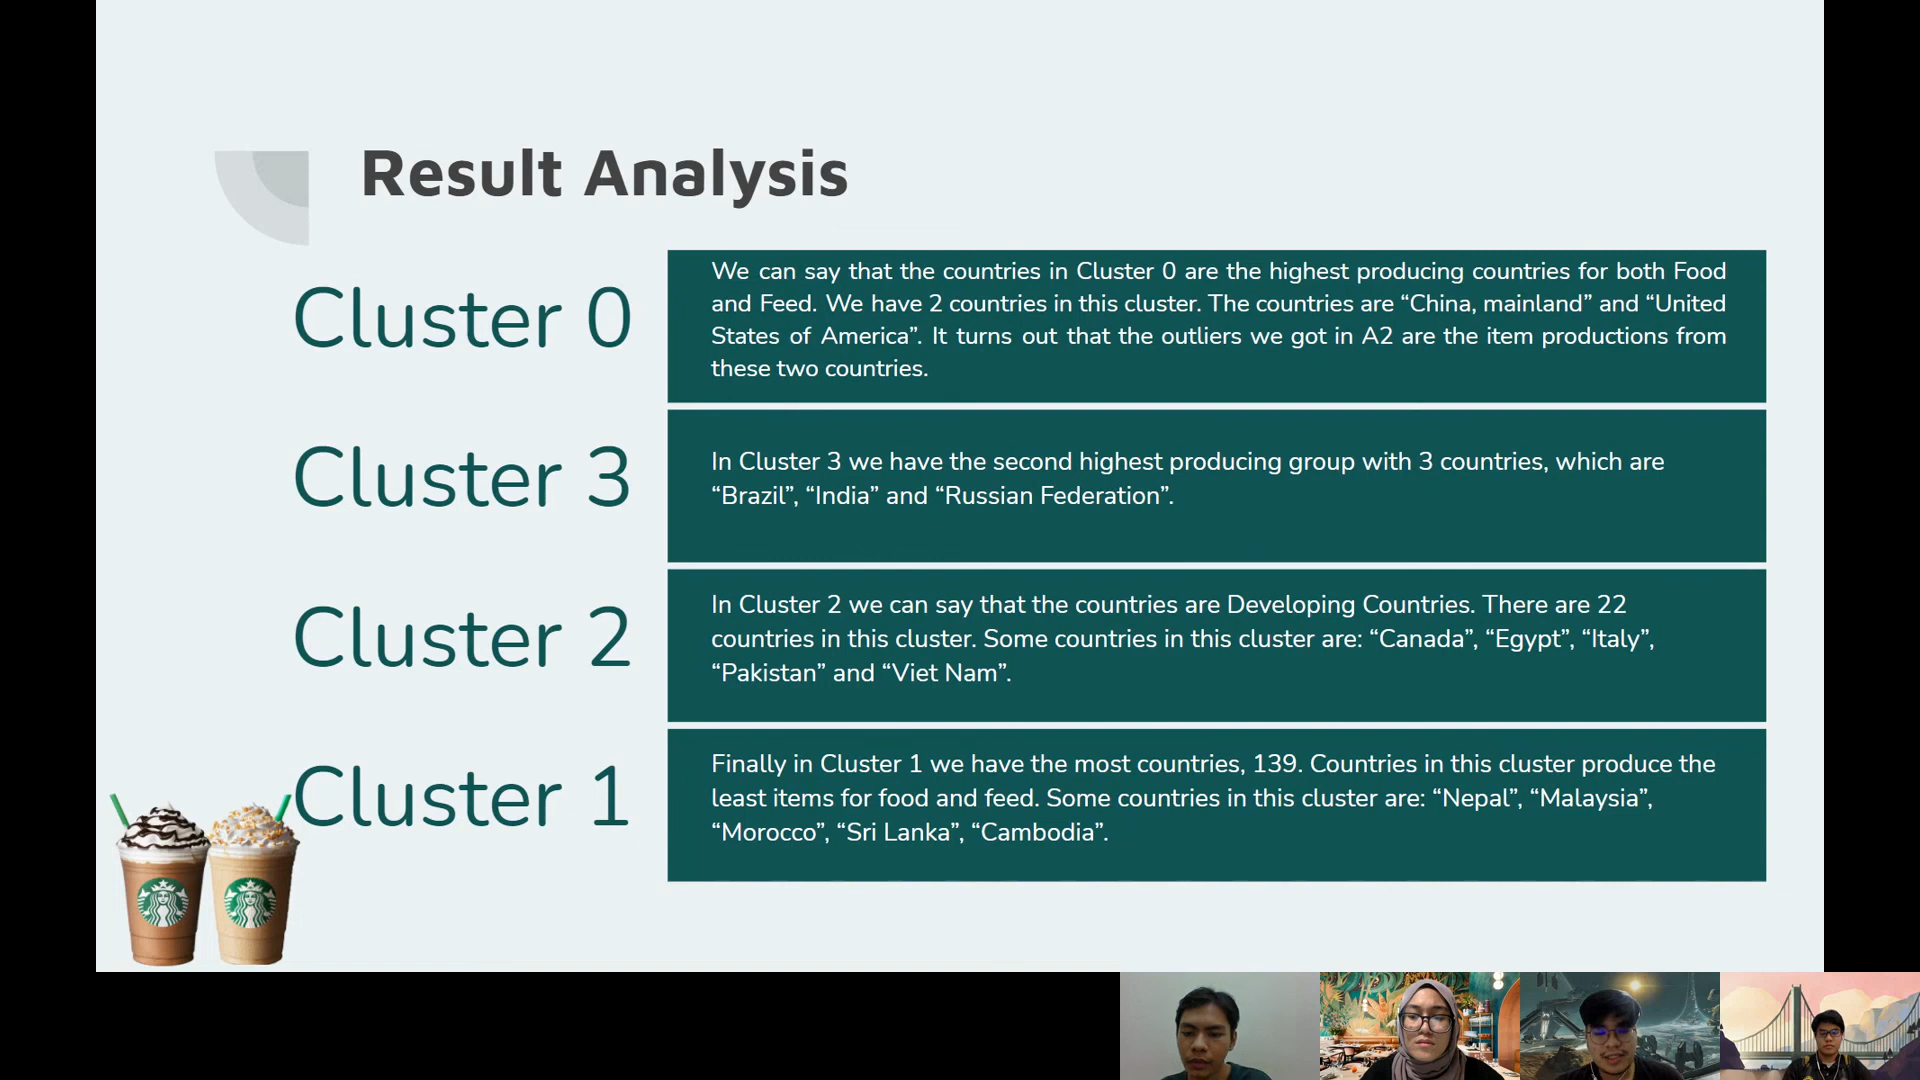 Result Analysis
Cluster 0
We can say that the countries in Cluster 0 are the highest producing countries for both Food
and Feed. We have 2 countries in this cluster. The countries are “China, mainland” and “United
States of America”. It turns out that the outliers we got in A2 are the item productions from
these two countries.
Cluster 3
In Cluster 3 we have the second highest producing group with 3 countries, which are
“Brazil”, “India” and “Russian Federation”.
Cluster 2
In Cluster 2 we can say that the countries are Developing Countries. There are 22
countries in this cluster. Some countries in this cluster are: “Canada”, “Egypt”, “Italy”,
“Pakistan” and “Viet Nam”.
Cluster 1
Finally in Cluster 1 we have the most countries, 139. Countries in this cluster produce the
least items for food and feed. Some countries in this cluster are: “Nepal”, “Malaysia”,
“Morocco”, “Sri Lanka”, “Cambodia”.